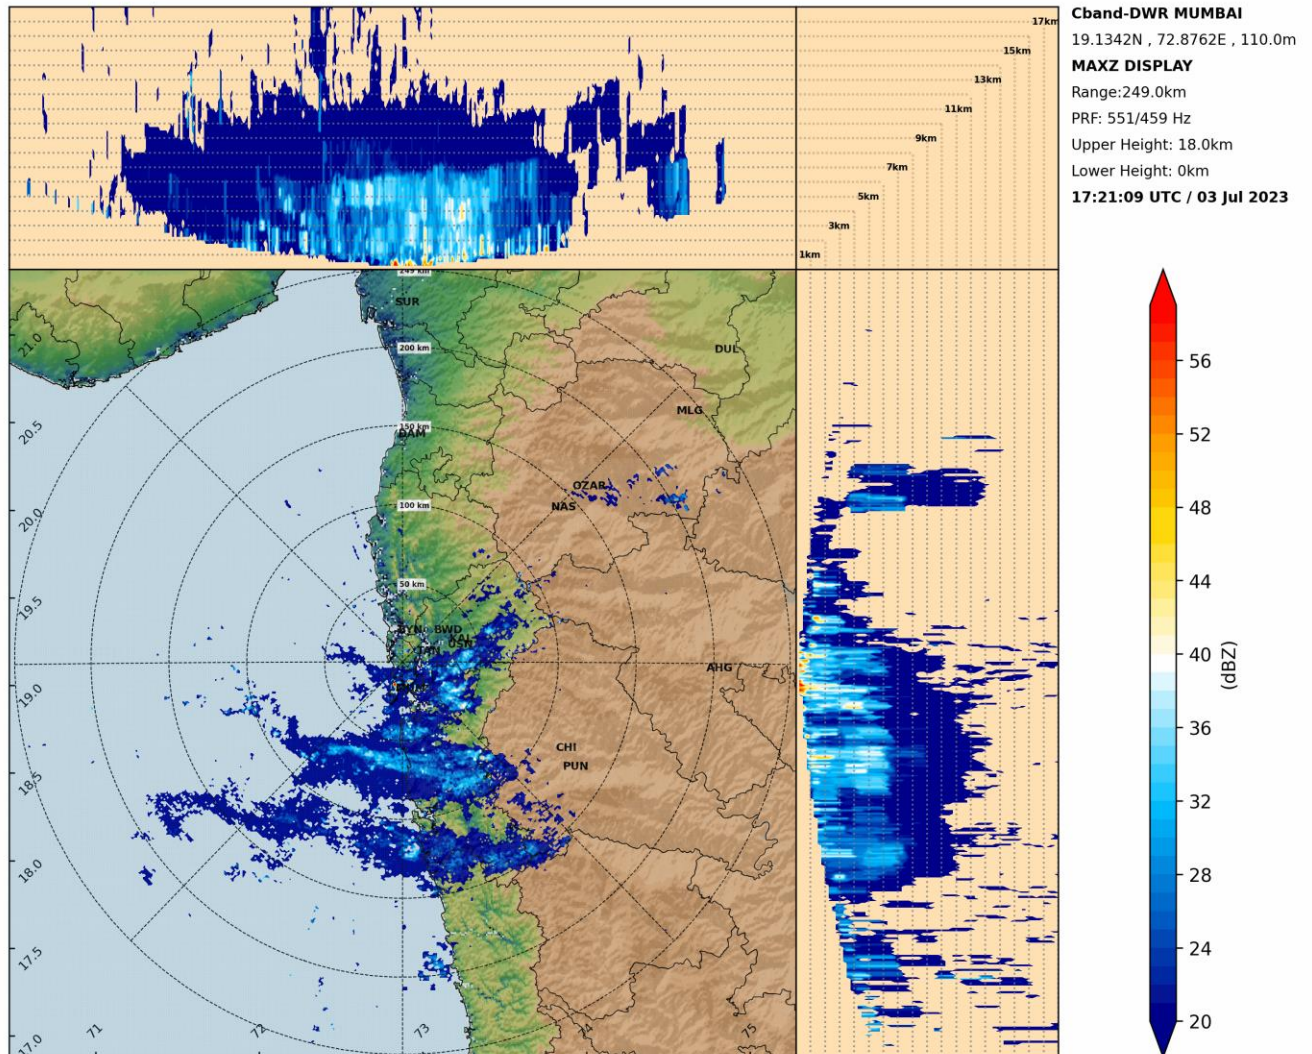 Cband-DWR MUMBAI
19.1342N , 72.8762E , 110.0m
MAXZ DISPLAY
Range:249.0km
PRF: 551/459 Hz
Upper Height: 18.0km
Lower Height: 0km
17:21:09 UTC / 03 Jul 2023
17km
15km
13km
11km
9km
7km
5km
3km
1km
249 km
SUR
200 km
DUL
MLG
150 km
DAM
OZAR
NAS
100 km
50 km
BYN BWD
KAL
AHG
CHI
PUN
21.0
20.5
20.0
19.5
19.0
18.5
18.0
17.5
17.0
71
72
73
74
75
56
52
48
44
40
36
32
28
24
20
(dBZ)